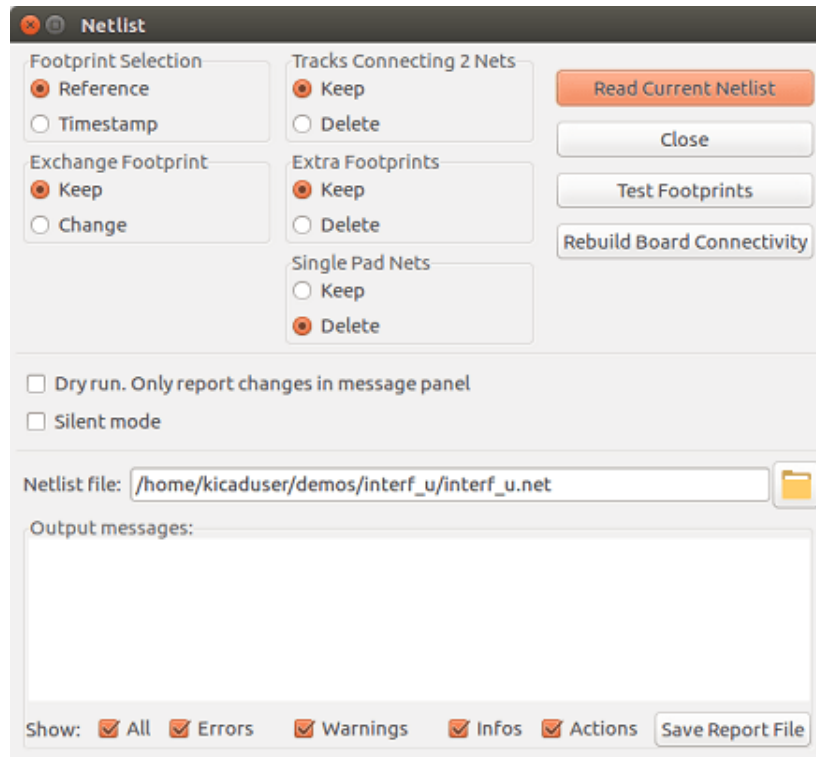 Netlist
Footprint Selection
Reference
Timestamp
Exchange Footprint
Keep
Change
Tracks Connecting 2 Nets
Keep
Delete
Extra Footprints
Keep
Delete
Single Pad Nets
Keep
Delete
Read Current Netlist
Close
Test Footprints
Rebuild Board Connectivity
Dry run. Only report changes in message panel
Silent mode
Netlist file: /home/kicaduser/demos/interf_u/interf_u.net
Output messages:
Show: All Errors Warnings Infos Actions Save Report File